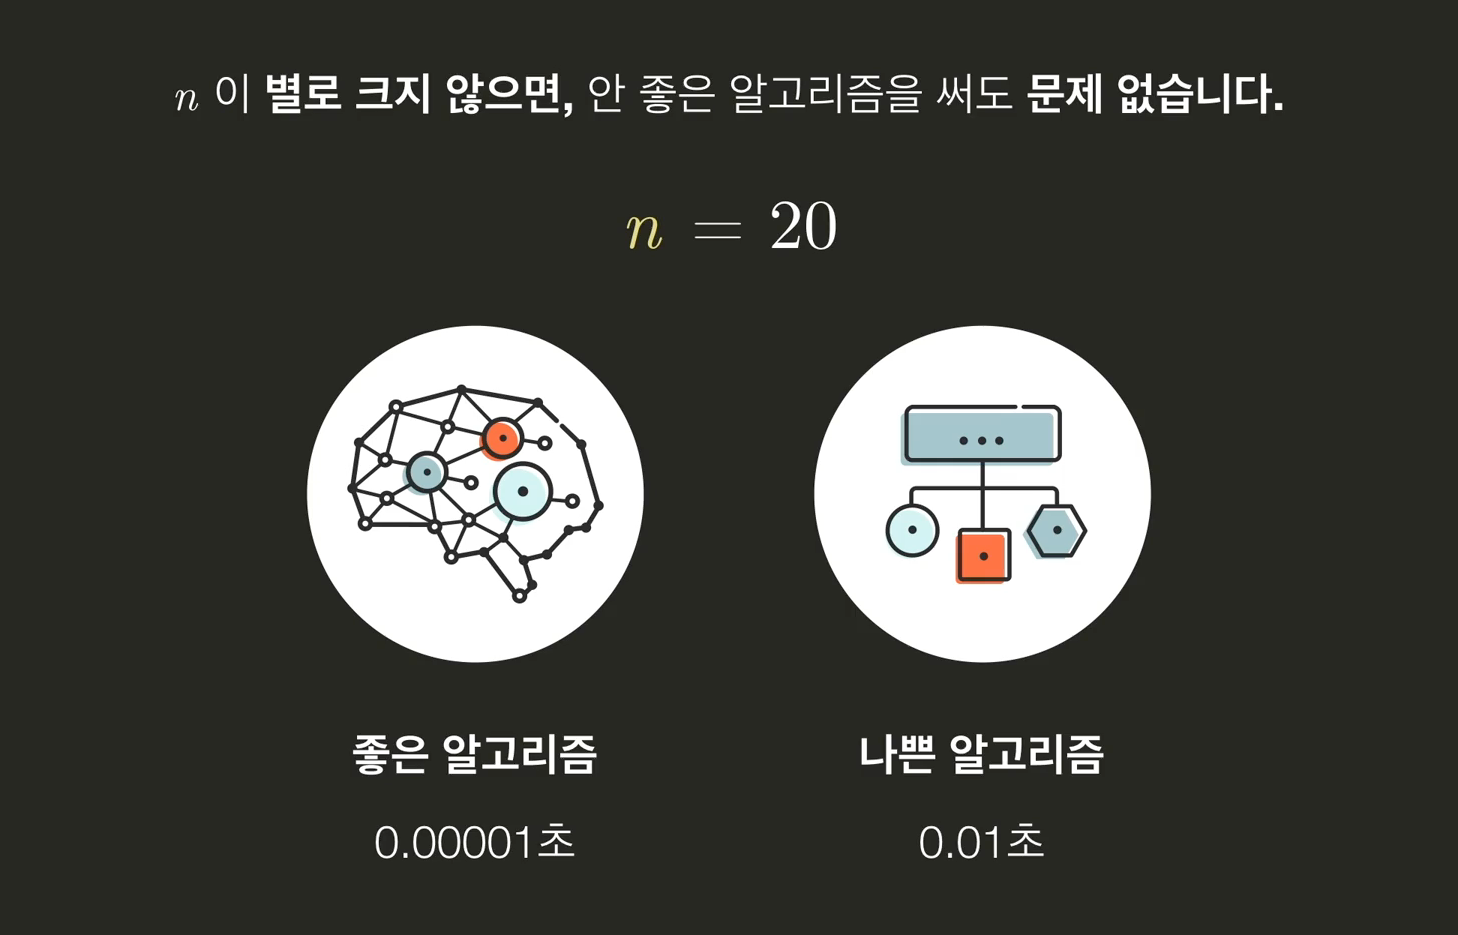 n 이 별로 크지 않으면, 안 좋은 알고리즘을 써도 문제 없습니다.
n = 20
좋은 알고리즘
나쁜 알고리즘
0.00001초
0.01초